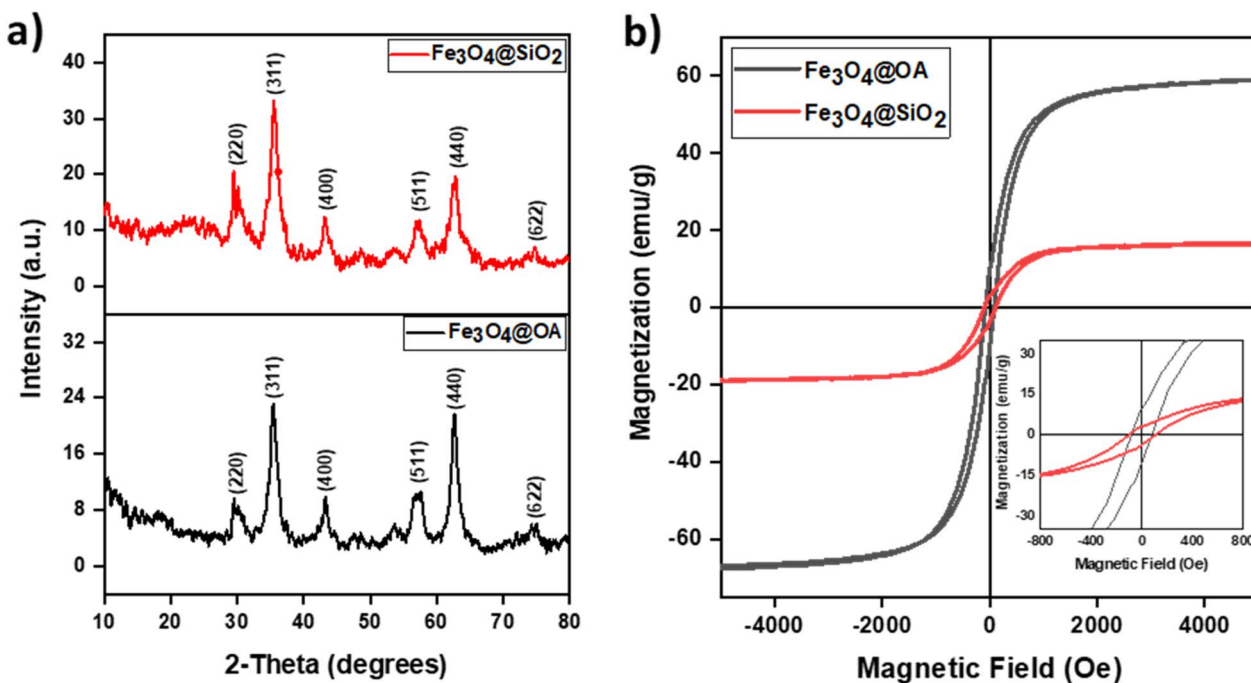 a)
Intensity (a.u.)
40
30
20
10
0
Fe₃O₄@SiO₂
(220)
(311)
(400)
(511)
(440)
(622)
32
24
16
8
0
Fe₃O₄@OA
(220)
(311)
(400)
(511)
(440)
(622)
10 20 30 40 50 60 70 80
2-Theta (degrees)
b)
Magnetization (emu/g)
60
40
20
0
-20
-40
-60
Fe₃O₄@OA
Fe₃O₄@SiO₂
Magnetization (emu/g)
30
15
0
-15
-30
-800 -400 0 400 800
Magnetic Field (Oe)
-4000 -2000 0 2000 4000
Magnetic Field (Oe)